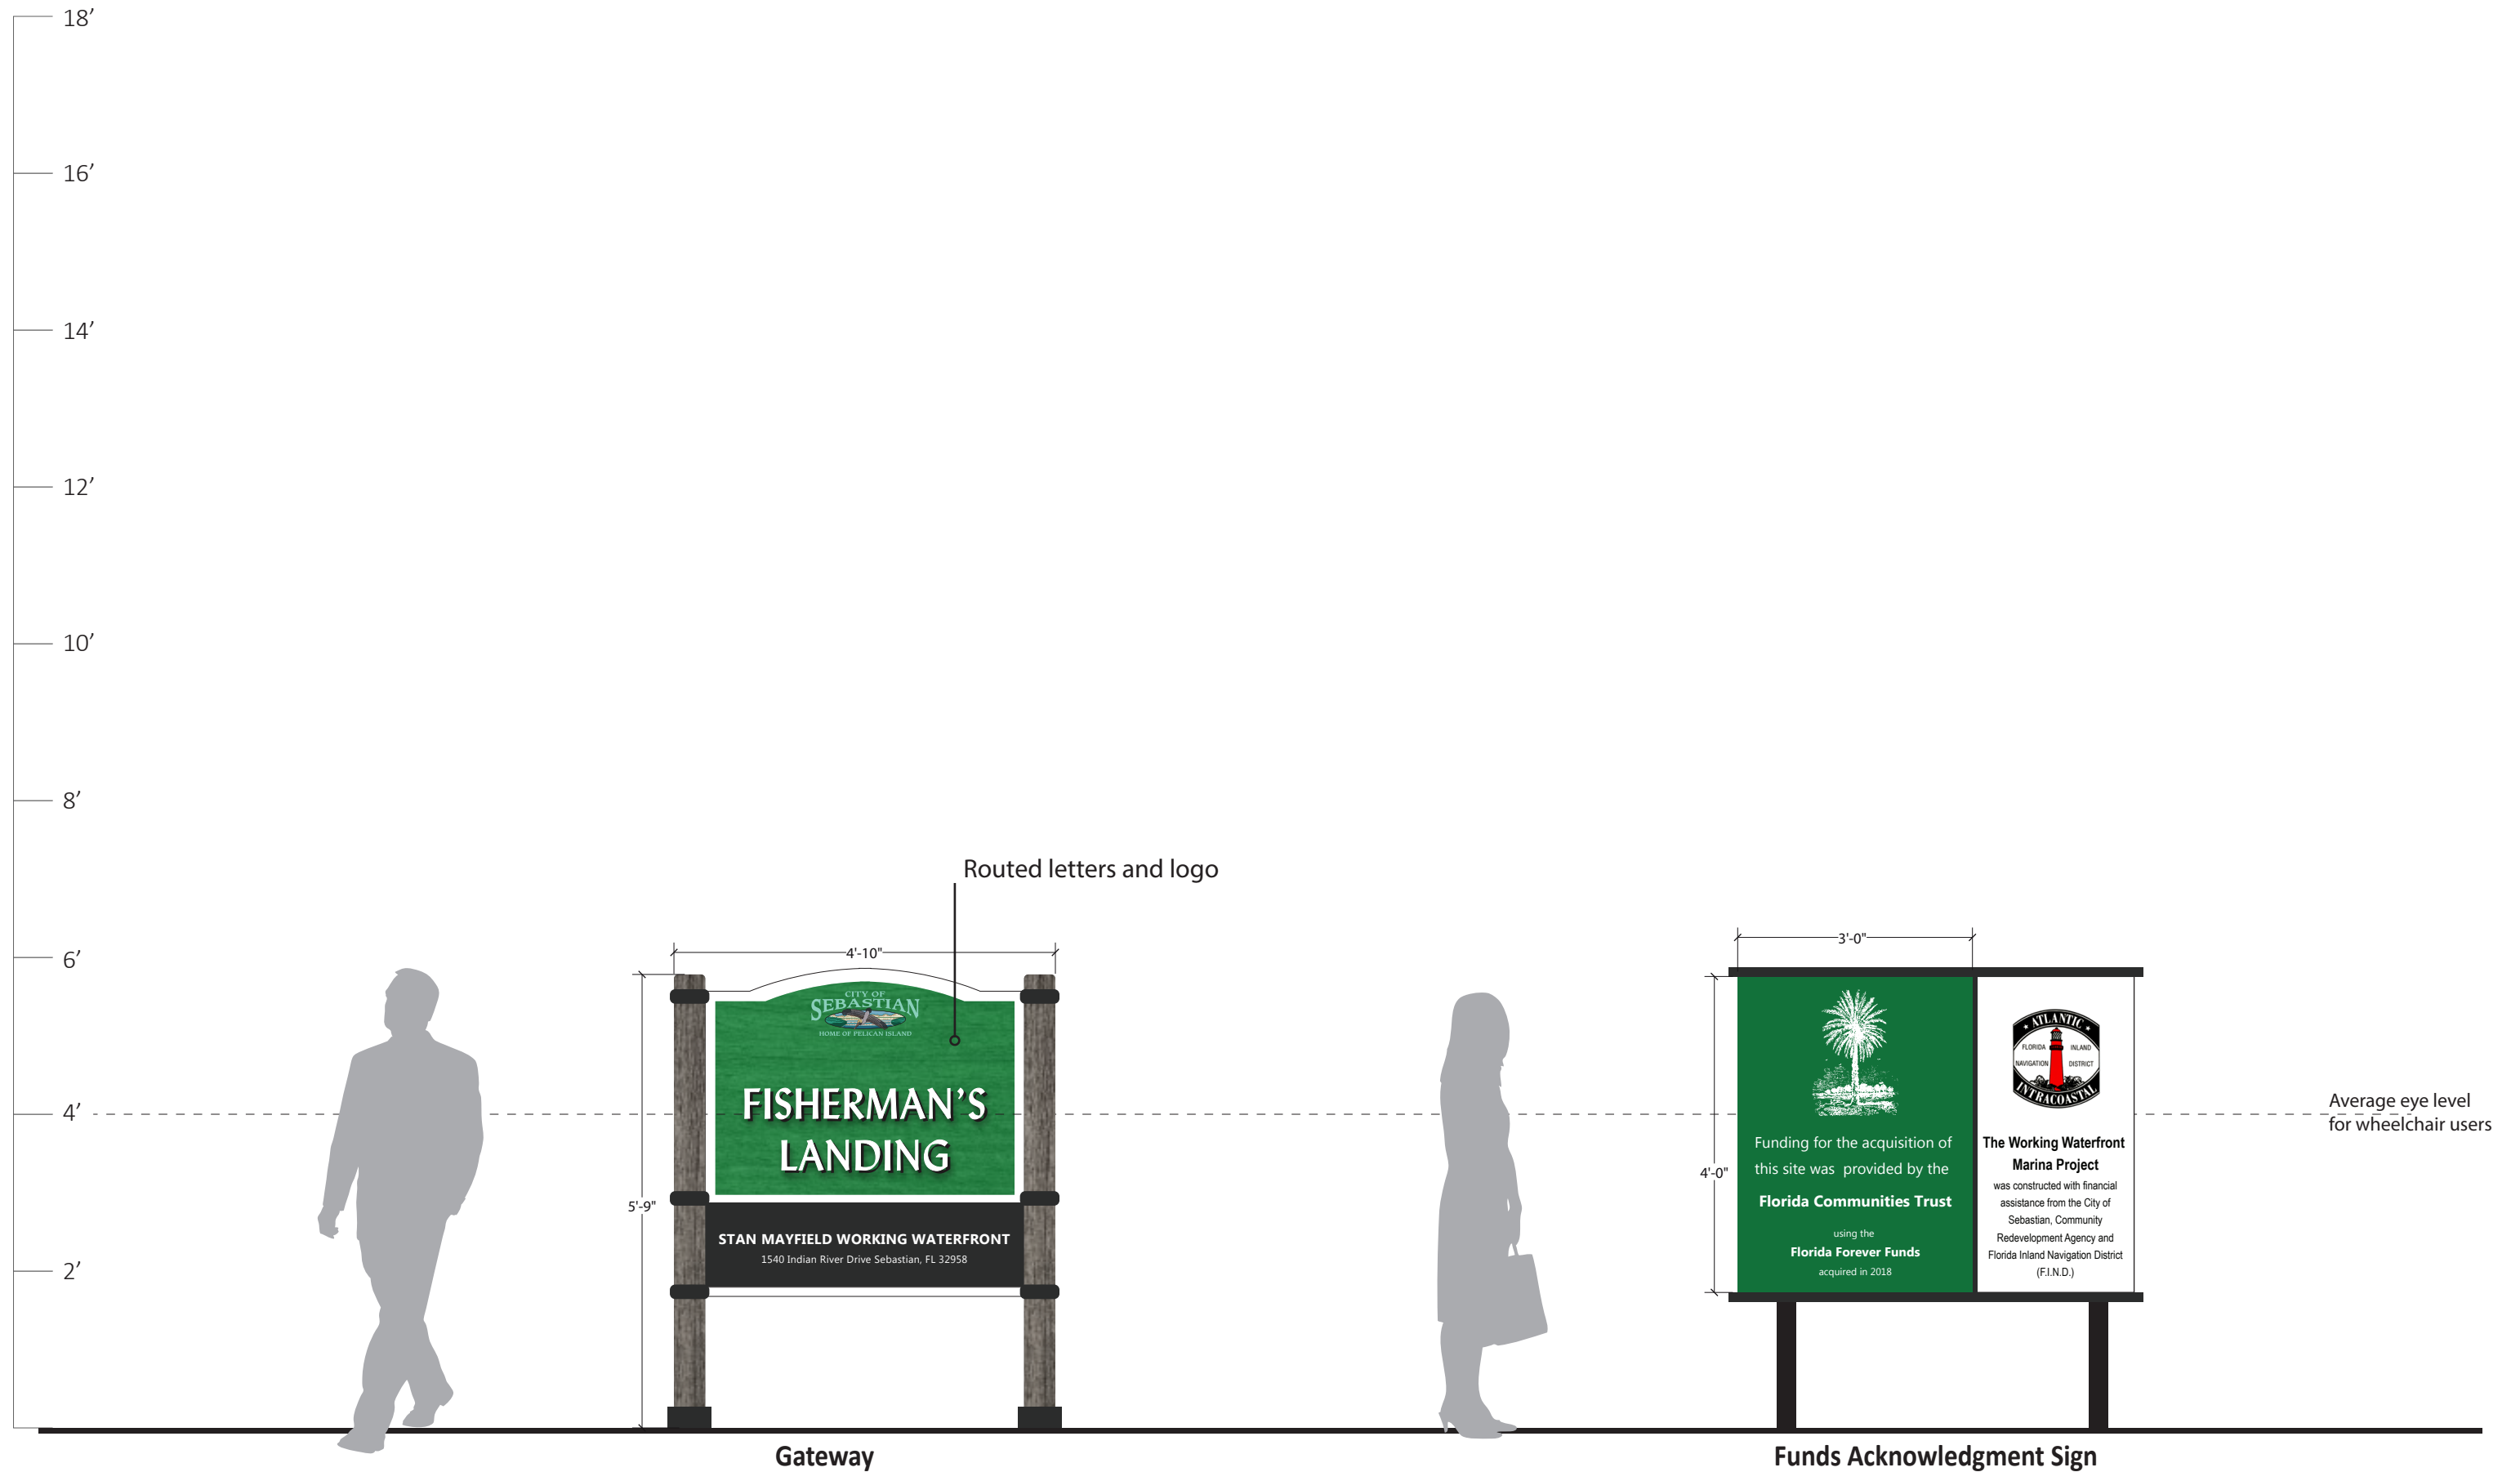 18’
16’
14’
12’
10’
8’
6’
4’
2’
Routed letters and logo
4'-10"
5'-9"
CITY OF
SEBASTIAN
HOME OF PELICAN ISLAND
FISHERMAN’S
LANDING
STAN MAYFIELD WORKING WATERFRONT
1540 Indian River Drive Sebastian, FL 32958
Gateway
3'-0"
4'-0"
Funding for the acquisition of
this site was provided by the
Florida Communities Trust
using the
Florida Forever Funds
acquired in 2018
ATLANTIC
FLORIDA INLAND
NAVIGATION DISTRICT
INTRACOASTAL
The Working Waterfront
Marina Project
was constructed with financial
assistance from the City of
Sebastian, Community
Redevelopment Agency and
Florida Inland Navigation District
(F.I.N.D.)
Average eye level
for wheelchair users
Funds Acknowledgment Sign